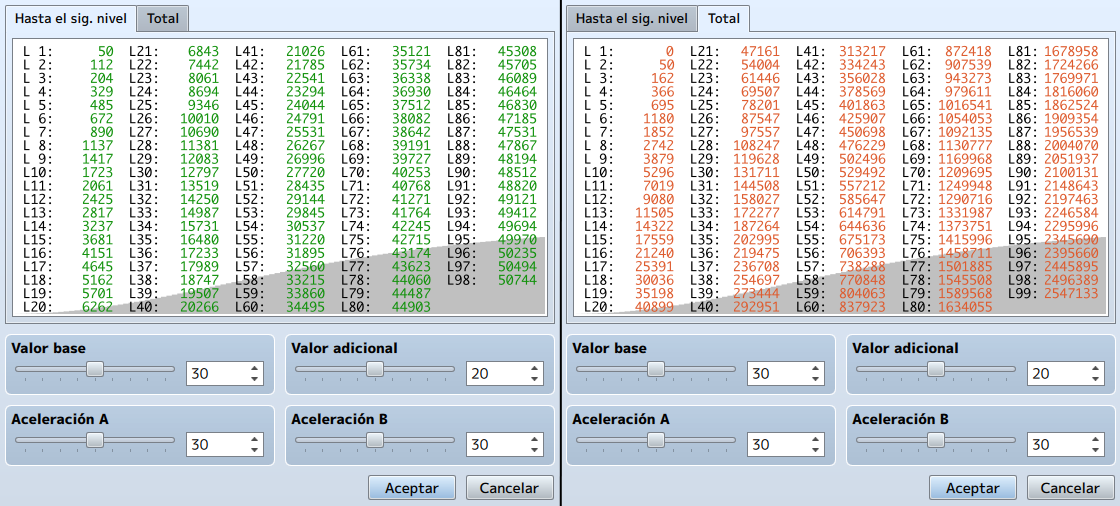 Hasta el sig. nivel Total
L 1: 50 L21: 6843 L41: 21026 L61: 35121 L81: 45308
L 2: 112 L22: 7442 L42: 21785 L62: 35734 L82: 45705
L 3: 204 L23: 8061 L43: 22541 L63: 36338 L83: 46089
L 4: 329 L24: 8694 L44: 23294 L64: 36930 L84: 46464
L 5: 485 L25: 9346 L45: 24044 L65: 37512 L85: 46830
L 6: 672 L26: 10010 L46: 24791 L66: 38082 L86: 47185
L 7: 890 L27: 10690 L47: 25531 L67: 38642 L87: 47531
L 8: 1137 L28: 11381 L48: 26267 L68: 39191 L88: 47867
L 9: 1417 L29: 12083 L49: 26996 L69: 39727 L89: 48194
L10: 1723 L30: 12797 L50: 27720 L70: 40253 L90: 48512
L11: 2061 L31: 13519 L51: 28435 L71: 40768 L91: 48820
L12: 2425 L32: 14250 L52: 29144 L72: 41271 L92: 49121
L13: 2817 L33: 14987 L53: 29845 L73: 41764 L93: 49412
L14: 3237 L34: 15731 L54: 30537 L74: 42245 L94: 49694
L15: 3681 L35: 16480 L55: 31220 L75: 42715 L95: 49970
L16: 4151 L36: 17233 L56: 31895 L76: 43174 L96: 50235
L17: 4645 L37: 17989 L57: 32560 L77: 43623 L97: 50494
L18: 5162 L38: 18747 L58: 33215 L78: 44060 L98: 50744
L19: 5701 L39: 19507 L59: 33860 L79: 44487
L20: 6262 L40: 20266 L60: 34495 L80: 44903
Valor base Valor adicional
30 20
Aceleración A Aceleración B
30 30
Aceptar Cancelar
Hasta el sig. nivel Total
L 1: 0 L21: 47161 L41: 313217 L61: 872418 L81: 1678958
L 2: 50 L22: 54004 L42: 334243 L62: 907539 L82: 1724266
L 3: 162 L23: 61446 L43: 356028 L63: 943273 L83: 1769971
L 4: 366 L24: 69507 L44: 378569 L64: 979611 L84: 1816060
L 5: 695 L25: 78201 L45: 401863 L65: 1016541 L85: 1862524
L 6: 1180 L26: 87547 L46: 425907 L66: 1054053 L86: 1909354
L 7: 1852 L27: 97557 L47: 450698 L67: 1092135 L87: 1956539
L 8: 2742 L28: 108247 L48: 476229 L68: 1130777 L88: 2004070
L 9: 3879 L29: 119628 L49: 502496 L69: 1169968 L89: 2051937
L10: 5296 L30: 131711 L50: 529492 L70: 1209695 L90: 2100131
L11: 7019 L31: 144508 L51: 557212 L71: 1249948 L91: 2148643
L12: 9080 L32: 158027 L52: 585647 L72: 1290716 L92: 2197463
L13: 11505 L33: 172277 L53: 614791 L73: 1331987 L93: 2246584
L14: 14322 L34: 187264 L54: 644636 L74: 1373751 L94: 2295996
L15: 17559 L35: 202995 L55: 675173 L75: 1415996 L95: 2345690
L16: 21240 L36: 219475 L56: 706393 L76: 1458711 L96: 2395660
L17: 25391 L37: 236708 L57: 738288 L77: 1501885 L97: 2445895
L18: 30036 L38: 254697 L58: 770848 L78: 1545508 L98: 2496389
L19: 35198 L39: 273444 L59: 804063 L79: 1589568 L99: 2547133
L20: 40899 L40: 292951 L60: 837923 L80: 1634055
Valor base Valor adicional
30 20
Aceleración A Aceleración B
30 30
Aceptar Cancelar